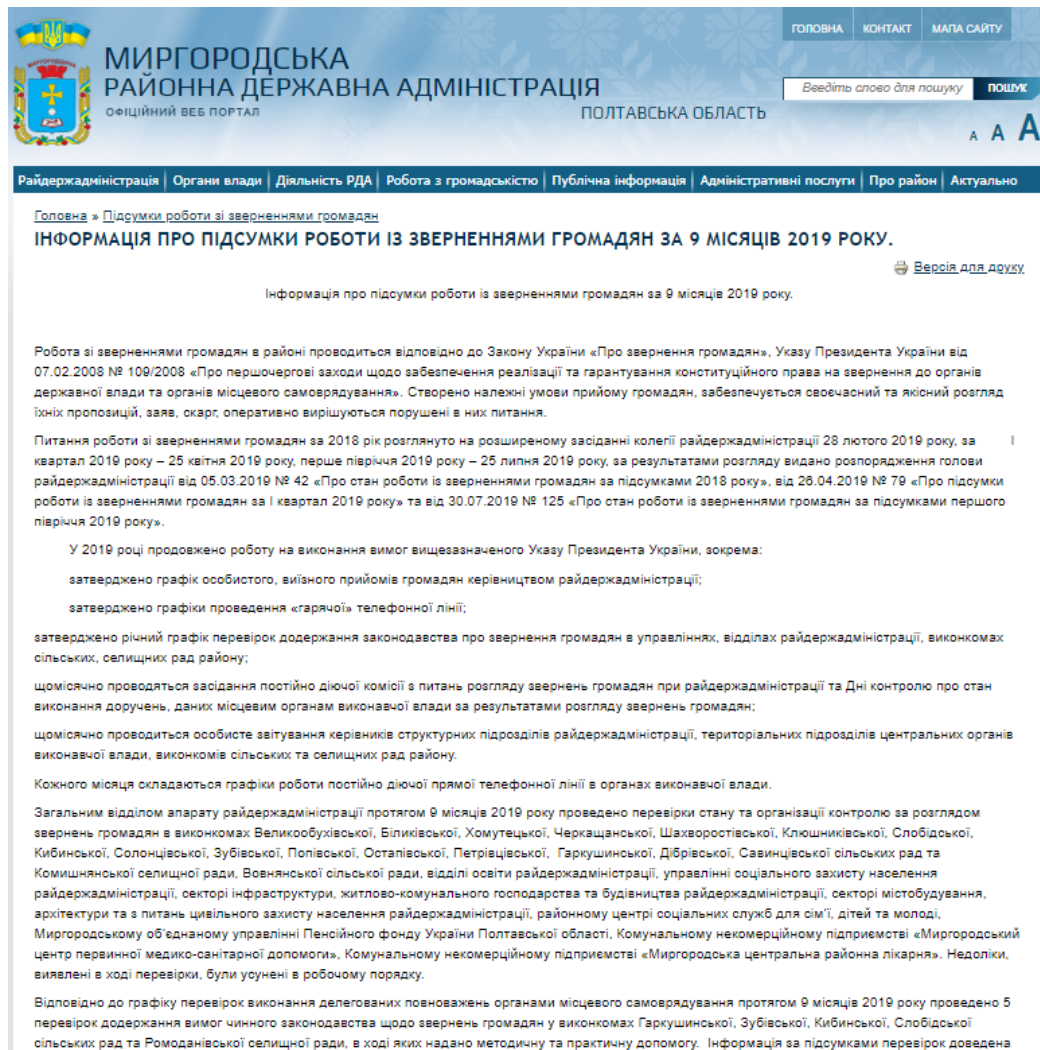 ГОЛОВНА КОНТАКТ МАПА САЙТУ
МИРГОРОДСЬКА
РАЙОННА ДЕРЖАВНА АДМІНІСТРАЦІЯ
ОФІЦІЙНИЙ ВЕБ ПОРТАЛ
ПОЛТАВСЬКА ОБЛАСТЬ
Введіть слово для пошуку ПОШУК
А А А
Райдержадміністрація Органи влади Діяльність РДА Робота з громадськістю Публічна інформація Адміністративні послуги Про район Актуально
Головна » Підсумки роботи зі зверненнями громадян
ІНФОРМАЦІЯ ПРО ПІДСУМКИ РОБОТИ ІЗ ЗВЕРНЕННЯМИ ГРОМАДЯН ЗА 9 МІСЯЦІВ 2019 РОКУ.
Версія для друку
Інформація про підсумки роботи із зверненнями громадян за 9 місяців 2019 року.
Робота зі зверненнями громадян в районі проводиться відповідно до Закону України «Про звернення громадян», Указу Президента України від
07.02.2008 № 109/2008 «Про першочергові заходи щодо забезпечення реалізації та гарантування конституційного права на звернення до органів
державної влади та органів місцевого самоврядування». Створено належні умови прийому громадян, забезпечується своєчасний та якісний розгляд
їхніх пропозицій, заяв, скарг, оперативно вирішуються порушені в них питання.
Питання роботи зі зверненнями громадян за 2018 рік розглянуто на розширеному засіданні колегії райдержадміністрації 28 лютого 2019 року, за І
квартал 2019 року – 25 квітня 2019 року, перше півріччя 2019 року – 25 липня 2019 року, за результатами розгляду видано розпорядження голови
райдержадміністрації від 05.03.2019 № 42 «Про стан роботи із зверненнями громадян за підсумками 2018 року», від 26.04.2019 № 79 «Про підсумки
роботи із зверненнями громадян за І квартал 2019 року» та від 30.07.2019 № 125 «Про стан роботи із зверненнями громадян за підсумками першого
півріччя 2019 року».
У 2019 році продовжено роботу на виконання вимог вищезазначеного Указу Президента України, зокрема:
затверджено графік особистого, виїзного прийомів громадян керівництвом райдержадміністрації;
затверджено графіки проведення «гарячої» телефонної лінії;
затверджено річний графік перевірок додержання законодавства про звернення громадян в управліннях, відділах райдержадміністрації, виконкомах
сільських, селищних рад району;
щомісячно проводяться засідання постійно діючої комісії з питань розгляду звернень громадян при райдержадміністрації та Дні контролю про стан
виконання доручень, даних місцевим органам виконавчої влади за результатами розгляду звернень громадян;
щомісячно проводиться особисте звітування керівників структурних підрозділів райдержадміністрації, територіальних підрозділів центральних органів
виконавчої влади, виконкомів сільських та селищних рад району.
Кожного місяця складаються графіки роботи постійно діючої прямої телефонної лінії в органах виконавчої влади.
Загальним відділом апарату райдержадміністрації протягом 9 місяців 2019 року проведено перевірки стану та організації контролю за розглядом
звернень громадян в виконкомах Великообухівської, Біликівської, Хомутецької, Черкащанської, Шахворостівської, Клюшниківської, Слобідської,
Кибинської, Солонцівської, Зубівської, Попівської, Остапівської, Петрівцівської, Гаркушинської, Дібрівської, Савинцівської сільських рад та
Комишнянської селищної ради, Вовнянської сільської ради, відділі освіти райдержадміністрації, управлінні соціального захисту населення
райдержадміністрації, секторі інфраструктури, житлово-комунального господарства та будівництва райдержадміністрації, секторі містобудування,
архітектури та з питань цивільного захисту населення райдержадміністрації, районному центрі соціальних служб для сім'ї, дітей та молоді,
Миргородському об'єднаному управлінні Пенсійного фонду України Полтавської області, Комунальному некомерційному підприємстві «Миргородський
центр первинної медико-санітарної допомоги», Комунальному некомерційному підприємстві «Миргородська центральна районна лікарня». Недоліки,
виявлені в ході перевірки, були усунені в робочому порядку.
Відповідно до графіку перевірок виконання делегованих повноважень органами місцевого самоврядування протягом 9 місяців 2019 року проведено 5
перевірок додержання вимог чинного законодавства щодо звернень громадян у виконкомах Гаркушинської, Зубівської, Кибинської, Слобідської
сільських рад та Ромоданівської селищної ради, в ході яких надано методичну та практичну допомогу. Інформація за підсумками перевірок доведена